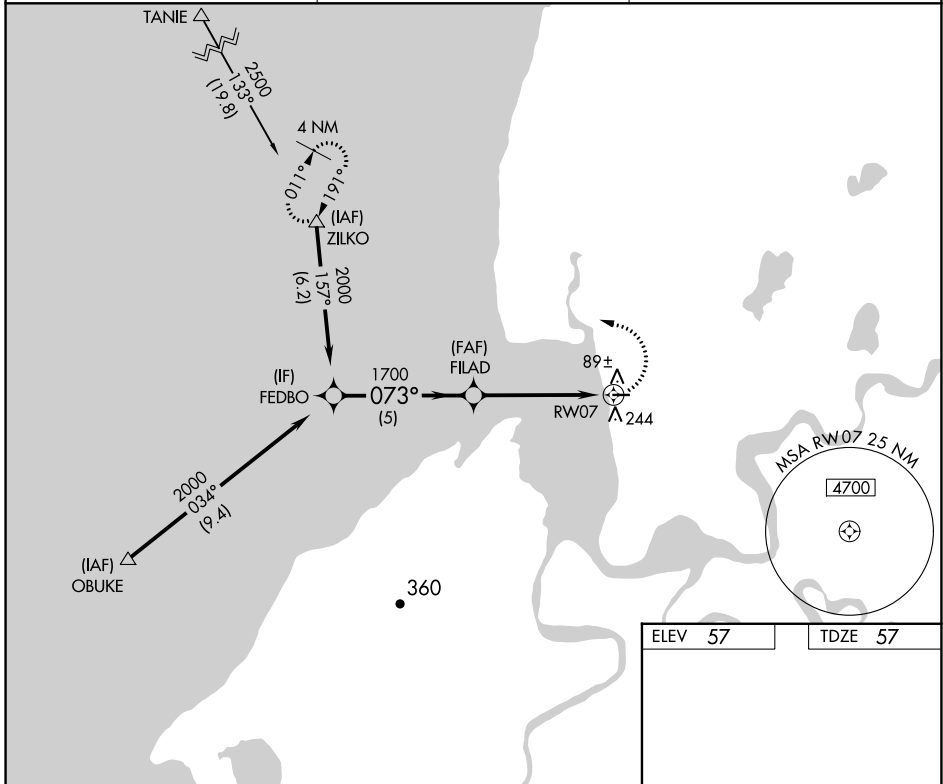 TANIE
2500
133°
(19.8)
4 NM
011°
191°
(IAF)
ZILKO
2000
157°
(6.2)
(IF)
FEDBO
1700
073°
(5)
(FAF)
FILAD
89±
RW07
244
MSA RW07 25 NM
4700
2000
034°
(9.4)
(IAF)
OBUKE
360
ELEV 57
TDZE 57